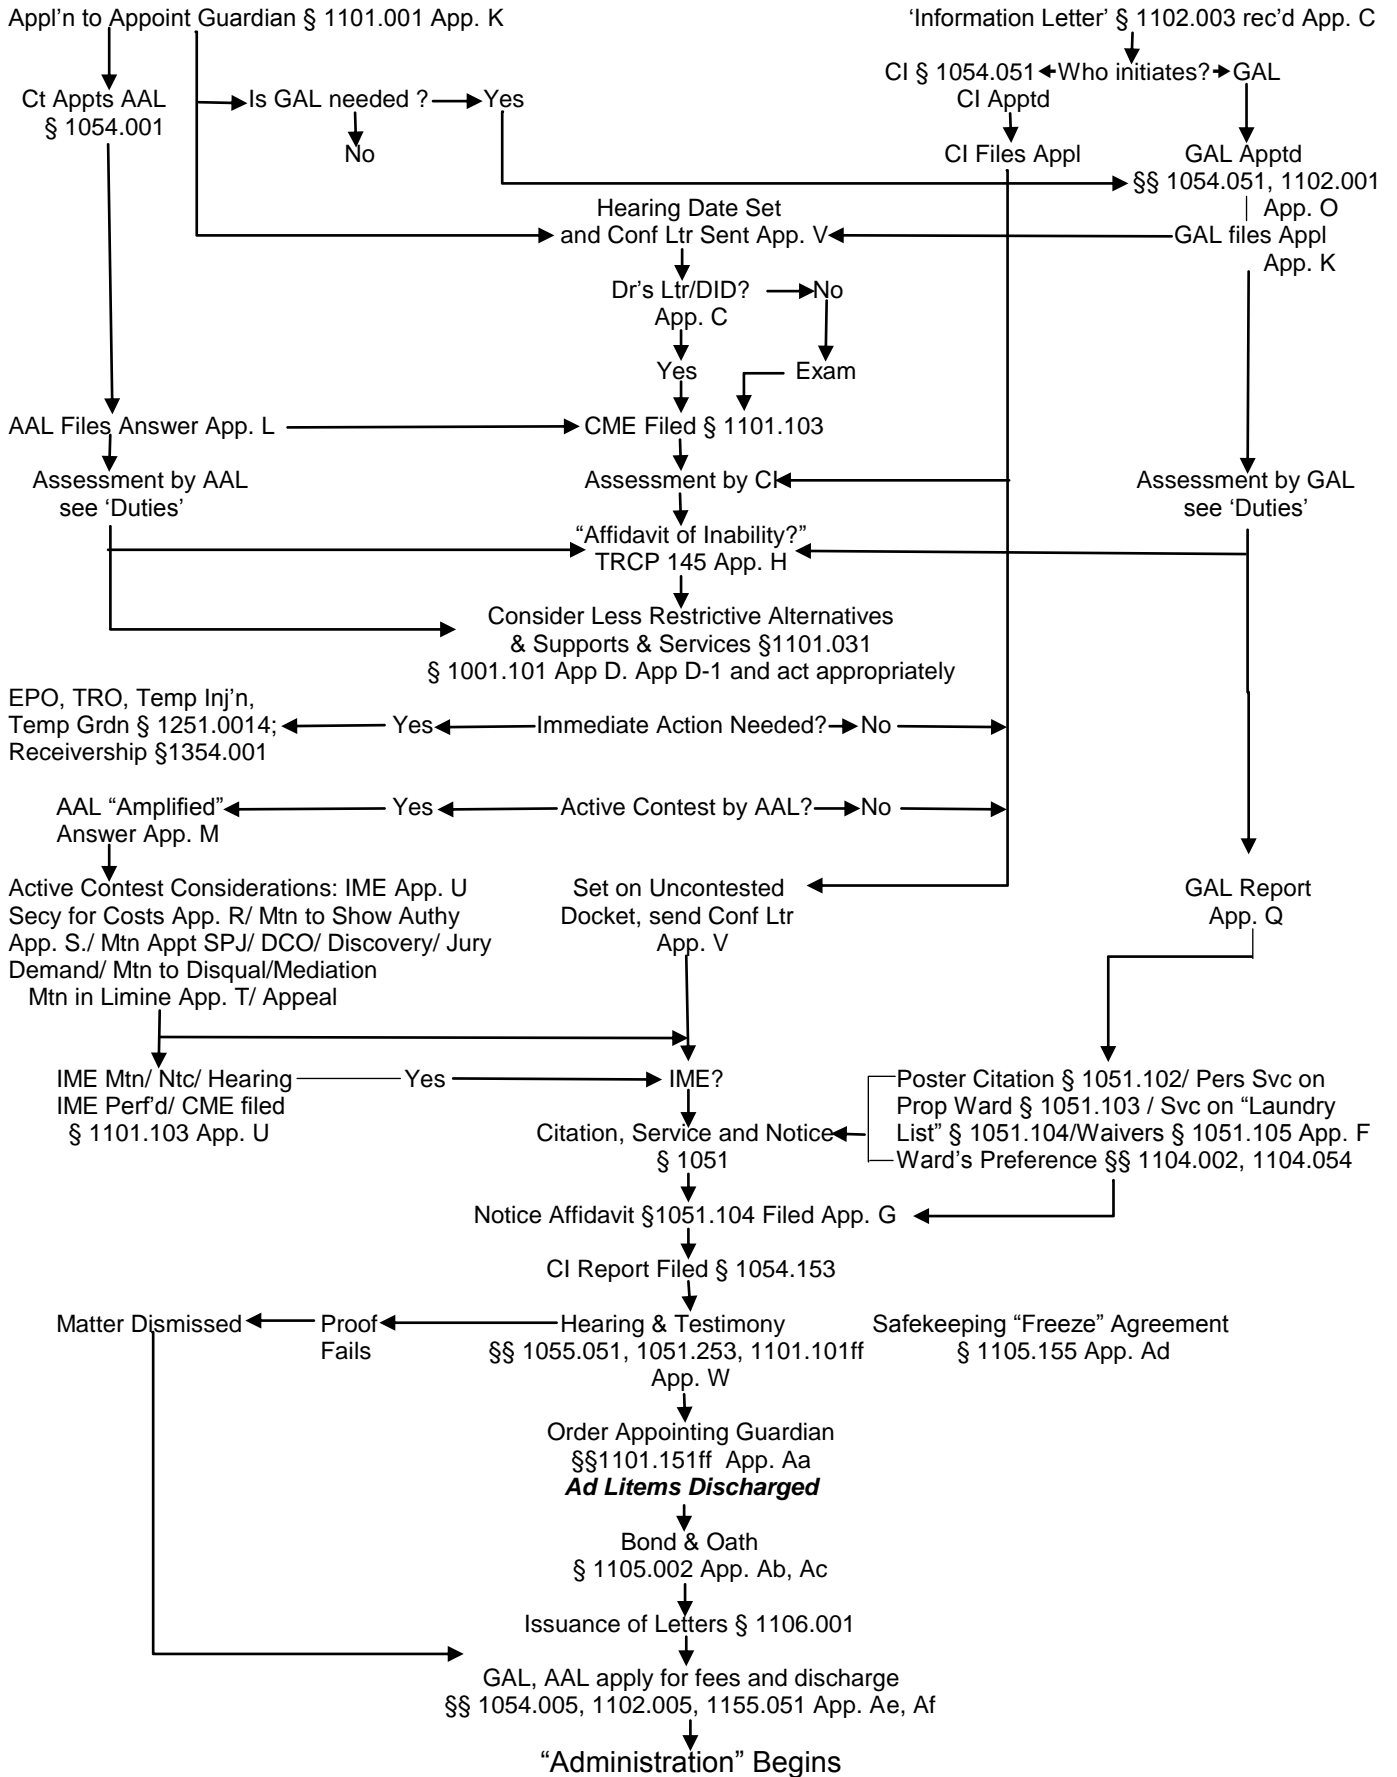 Appl'n to Appoint Guardian § 1101.001 App. K
‘Information Letter’ § 1102.003 rec’d App. C
CI § 1054.051
Who initiates?
GAL
CI Apptd
Ct Appts AAL
§ 1054.001
Is GAL needed ?
Yes
No
CI Files Appl
GAL Apptd
§§ 1054.051, 1102.001
App. O
Hearing Date Set
and Conf Ltr Sent App. V
GAL files Appl
App. K
Dr’s Ltr/DID?
App. C
No
Yes
Exam
AAL Files Answer App. L
CME Filed § 1101.103
Assessment by AAL
see ‘Duties’
Assessment by CI
Assessment by GAL
see ‘Duties’
“Affidavit of Inability?”
TRCP 145 App. H
Consider Less Restrictive Alternatives
& Supports & Services §1101.031
§ 1001.101 App D. App D-1 and act appropriately
EPO, TRO, Temp Inj’n,
Temp Grdn § 1251.0014;
Receivership §1354.001
Yes
Immediate Action Needed?
No
AAL “Amplified”
Answer App. M
Yes
Active Contest by AAL?
No
Active Contest Considerations: IME App. U
Secy for Costs App. R/ Mtn to Show Authy
App. S./ Mtn Appt SPJ/ DCO/ Discovery/ Jury
Demand/ Mtn to Disqual/Mediation
Mtn in Limine App. T/ Appeal
Set on Uncontested
Docket, send Conf Ltr
App. V
GAL Report
App. Q
IME Mtn/ Ntc/ Hearing
IME Perf’d/ CME filed
§ 1101.103 App. U
Yes
IME?
Poster Citation § 1051.102/ Pers Svc on
Prop Ward § 1051.103 / Svc on “Laundry
List” § 1051.104/Waivers § 1051.105 App. F
Ward’s Preference §§ 1104.002, 1104.054
Citation, Service and Notice
§ 1051
Notice Affidavit §1051.104 Filed App. G
CI Report Filed § 1054.153
Matter Dismissed
Proof
Fails
Hearing & Testimony
§§ 1055.051, 1051.253, 1101.101ff
App. W
Safekeeping “Freeze” Agreement
§ 1105.155 App. Ad
Order Appointing Guardian
§§1101.151ff  App. Aa
Ad Litems Discharged
Bond & Oath
§ 1105.002 App. Ab, Ac
Issuance of Letters § 1106.001
GAL, AAL apply for fees and discharge
§§ 1054.005, 1102.005, 1155.051 App. Ae, Af
“Administration” Begins